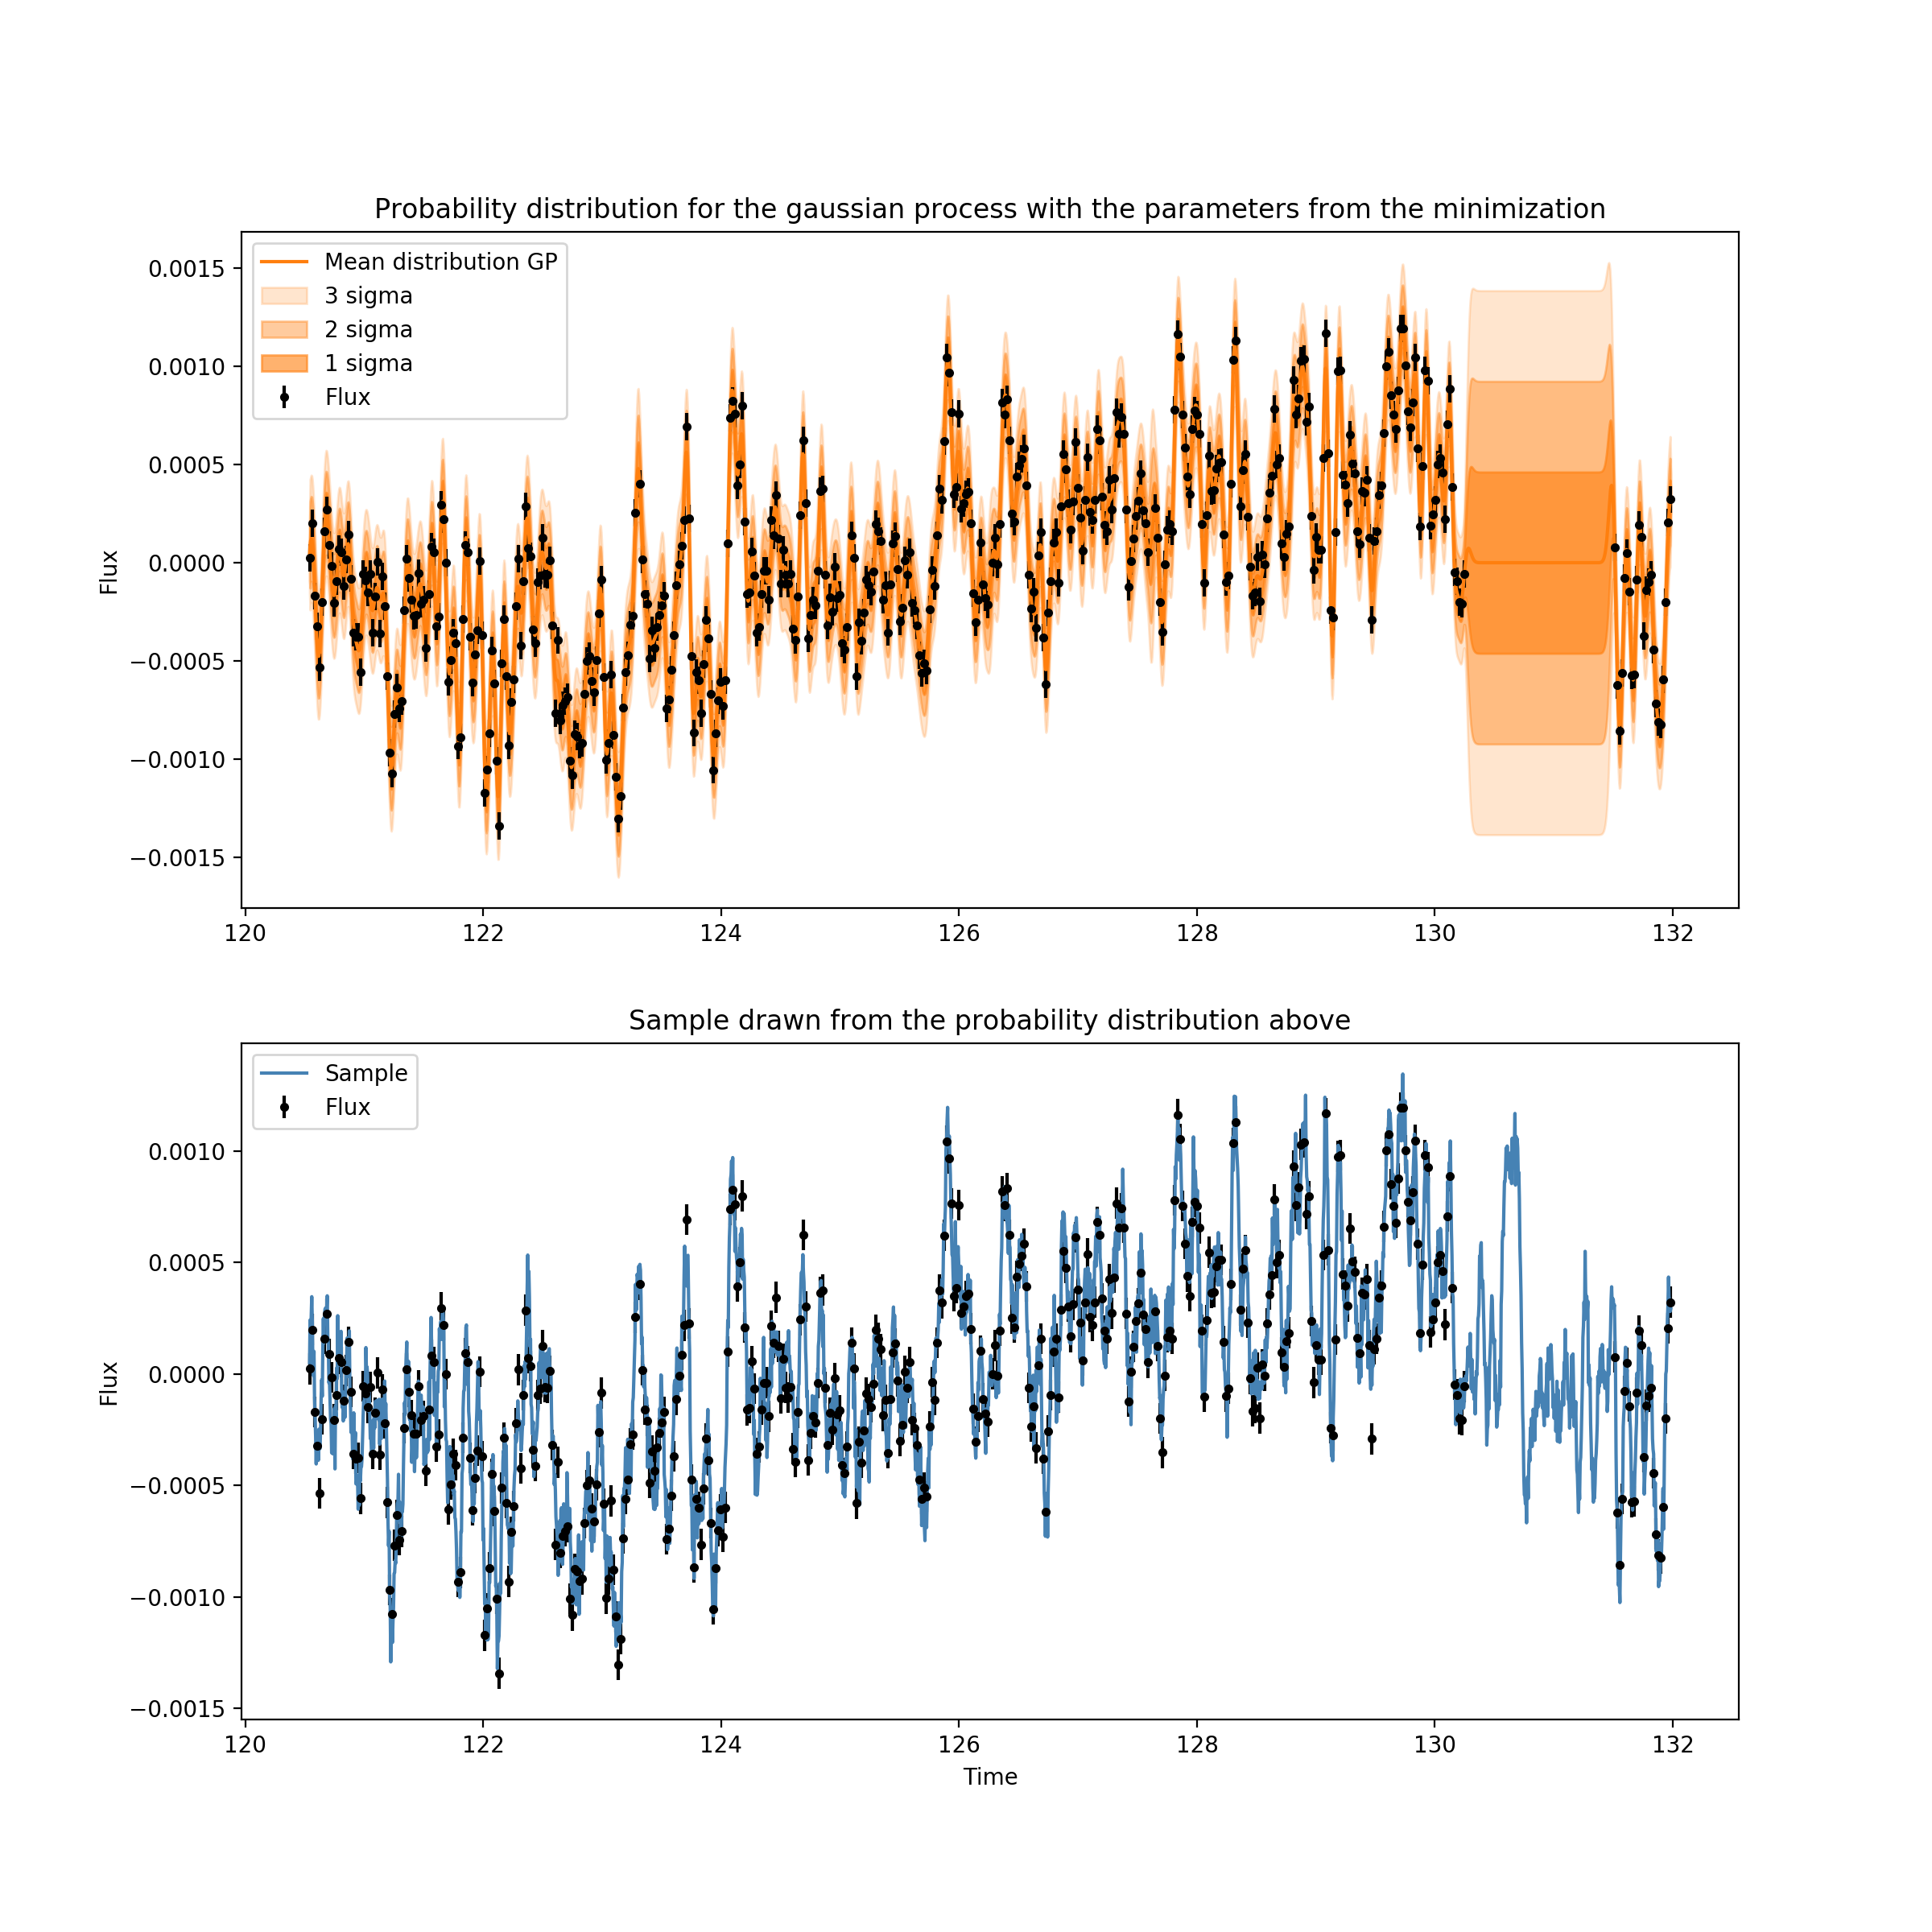 Probability distribution for the gaussian process with the parameters from the minimization
Mean distribution GP
3 sigma
2 sigma
1 sigma
Flux
Flux
0.0015
0.0010
0.0005
0.0000
−0.0005
−0.0010
−0.0015
120 122 124 126 128 130 132
Sample drawn from the probability distribution above
Sample
Flux
Flux
0.0010
0.0005
0.0000
−0.0005
−0.0010
−0.0015
120 122 124 126 128 130 132
Time